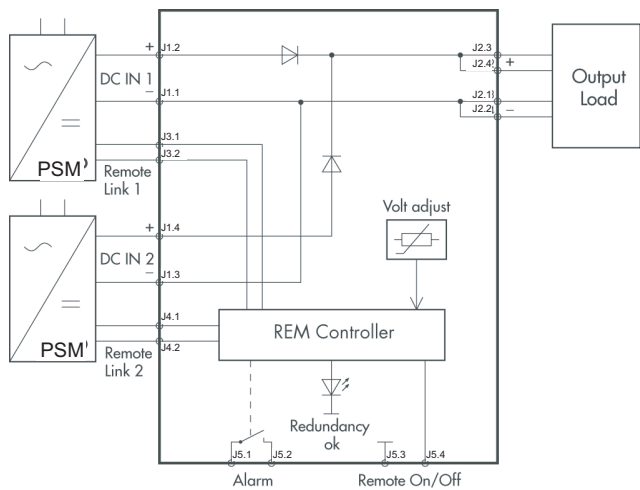 + J1.2
DC IN 1
− J1.1
J3.1
J3.2
PSM
Remote
Link 1
J2.3
J2.4 +
J2.1
J2.2 −
Output
Load
+ J1.4
DC IN 2
− J1.3
J4.1
J4.2
PSM
Remote
Link 2
Volt adjust
REM Controller
Redundancy
ok
J5.1 J5.2
Alarm
J5.3 J5.4
Remote On/Off